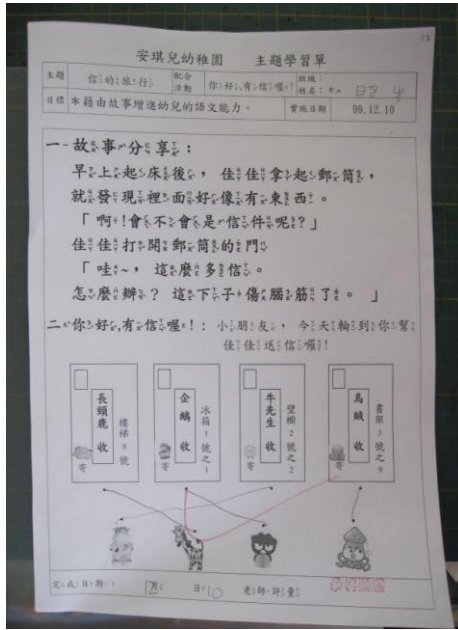 12
安琪兒幼稚園 主題學習單
主題 信的旅行 配合活動 你好,有信喔! 班級: 姓名:
目標 *藉由故事增進幼兒的語文能力。 實施日期 99.12.10
一、故事分享:
早上起床後,佳佳拿起郵筒,
就發現裡面好像有東西。
「啊!會不會是信件呢?」
佳佳打開郵筒的門
「哇~,這麼多信。
怎麼辦?這下子傷腦筋了。」
二、你好,有信喔!:小朋友,今天輪到你幫
佳佳送信囉!
長頸鹿 收 樓梯8號 寄
企鵝 收 冰箱1號之1 寄
牛先生 收 壁櫥2號之2 寄
烏賊 收 書架3號之9 寄
完成日期: 12月 10日 老師評量: